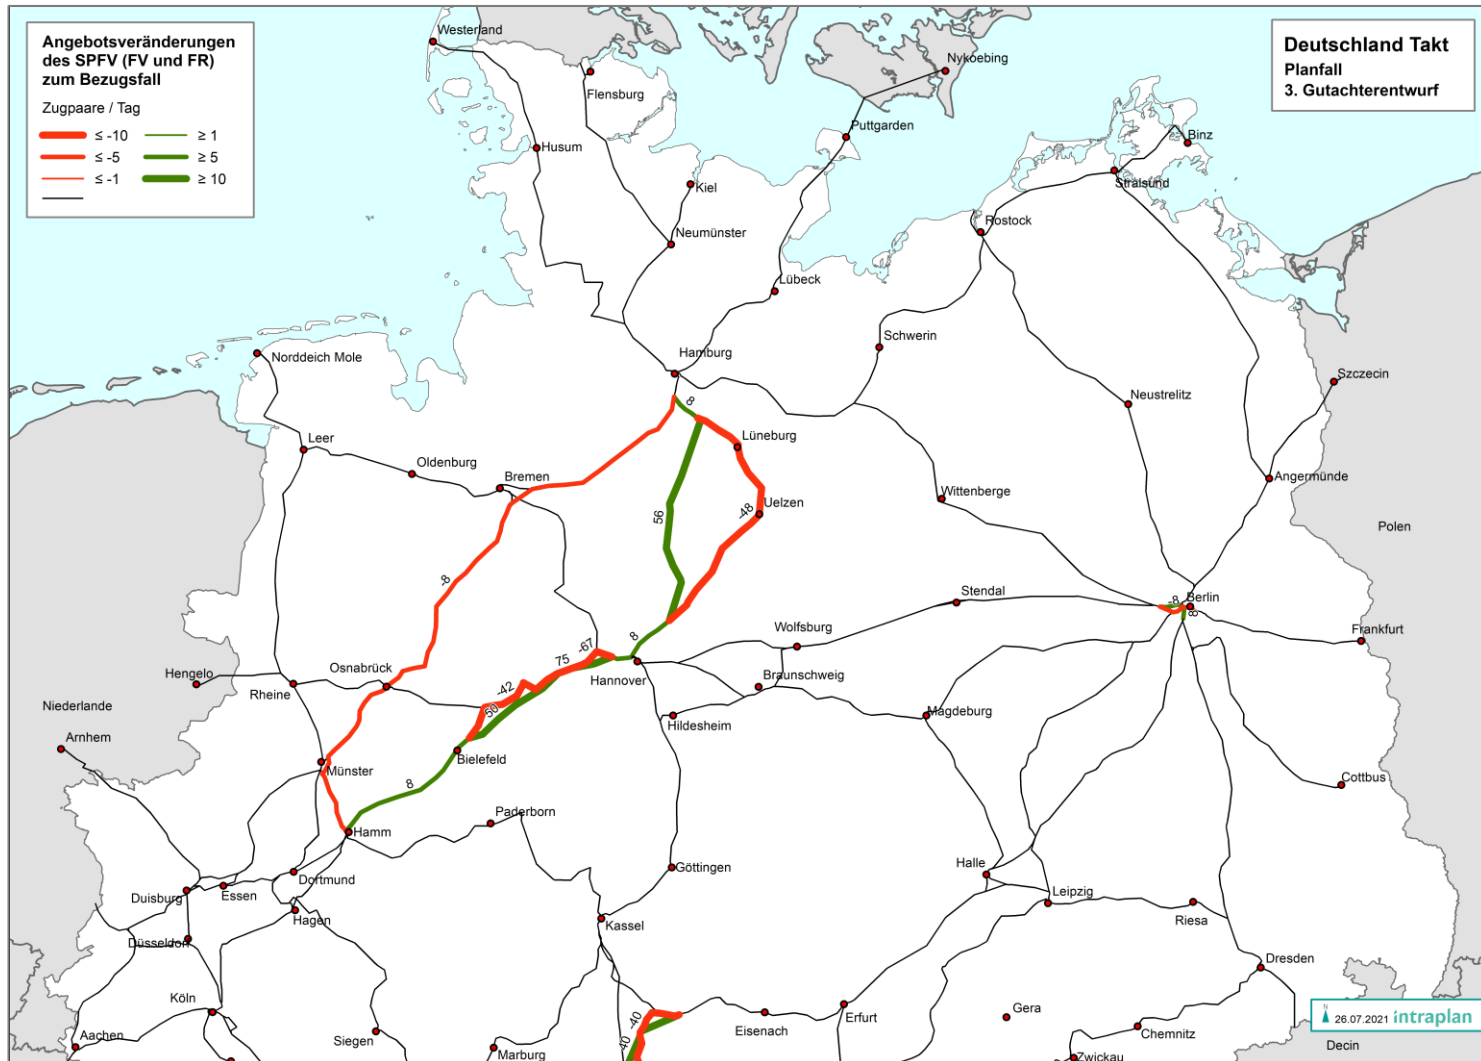 Angebotsveränderungen
des SPFV (FV und FR)
zum Bezugsfall
Zugpaare / Tag
≤ -10
≥ 1
≤ -5
≥ 5
≤ -1
≥ 10
Deutschland Takt
Planfall
3. Gutachterentwurf
Westerland
Flensburg
Nykoebing
Puttgarden
Husum
Binz
Stralsund
Kiel
Rostock
Neumünster
Lübeck
Schwerin
Norddeich Mole
Hamburg
Szczecin
Neustrelitz
8
Leer
Lüneburg
Oldenburg
Bremen
Angermünde
Wittenberge
Uelzen
-48
56
Polen
-8
Stendal
-8
Berlin
8
8
Wolfsburg
Frankfurt
-67
75
Osnabrück
Hengelo
Rheine
Hannover
Braunschweig
-42
50
Niederlande
Hildesheim
Magdeburg
Arnhem
Bielefeld
Münster
8
Cottbus
Paderborn
Hamm
Göttingen
Halle
Dortmund
Essen
Duisburg
Leipzig
Riesa
Hagen
Kassel
Düsseldorf
Dresden
Köln
Gera
Erfurt
Eisenach
-40
40
26.07.2021 intraplan
Aachen
Siegen
Marburg
Chemnitz
Zwickau
Decin